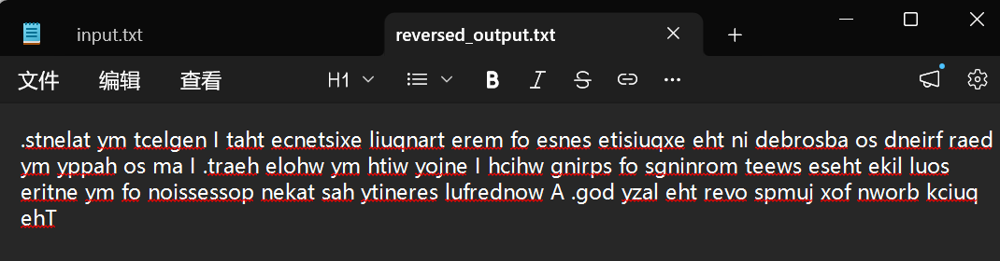 input.txt
reversed_output.txt
文件 编辑 查看 H1 B I S ...
.stnelat ym tcelgen I taht ecnetsixe liuqnart erem fo esnes etisiuqxe eht ni debrosba os dneirf raed
ym yppah os ma I .traeh elohw ym htiw yojne I hcihw gnirps fo sgninrom teews eseht ekil luos
eritne ym fo noissessop nekat sah ytineres lufrednow A .god yzal eht revo spmuj xof nworb kciuq
ehT